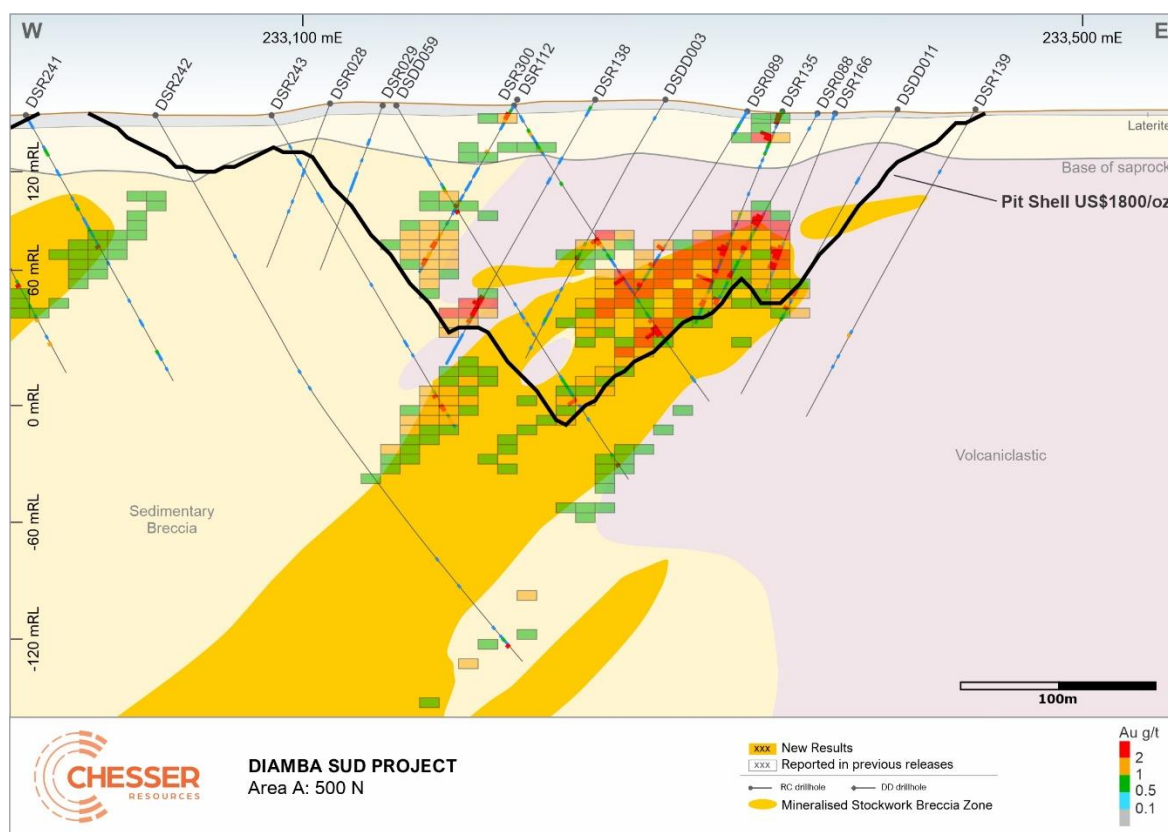 W
E
233,100 mE
233,500 mE
DSR241
DSR242
DSR243
DSR028
DSR029
DSDD059
DSR300
DSR112
DSR138
DSDD003
DSR089
DSR135
DSR088
DSR166
DSDD011
DSR139
Laterite
Base of saprock
Pit Shell US$1800/oz
120 mRL
60 mRL
0 mRL
-60 mRL
-120 mRL
Sedimentary
Breccia
Volcaniclastic
100m
CHESSER
RESOURCES
DIAMBA SUD PROJECT
Area A: 500 N
xxx New Results
xxx Reported in previous releases
RC drillhole
DD drillhole
Mineralised Stockwork Breccia Zone
Au g/t
2
1
0.5
0.1